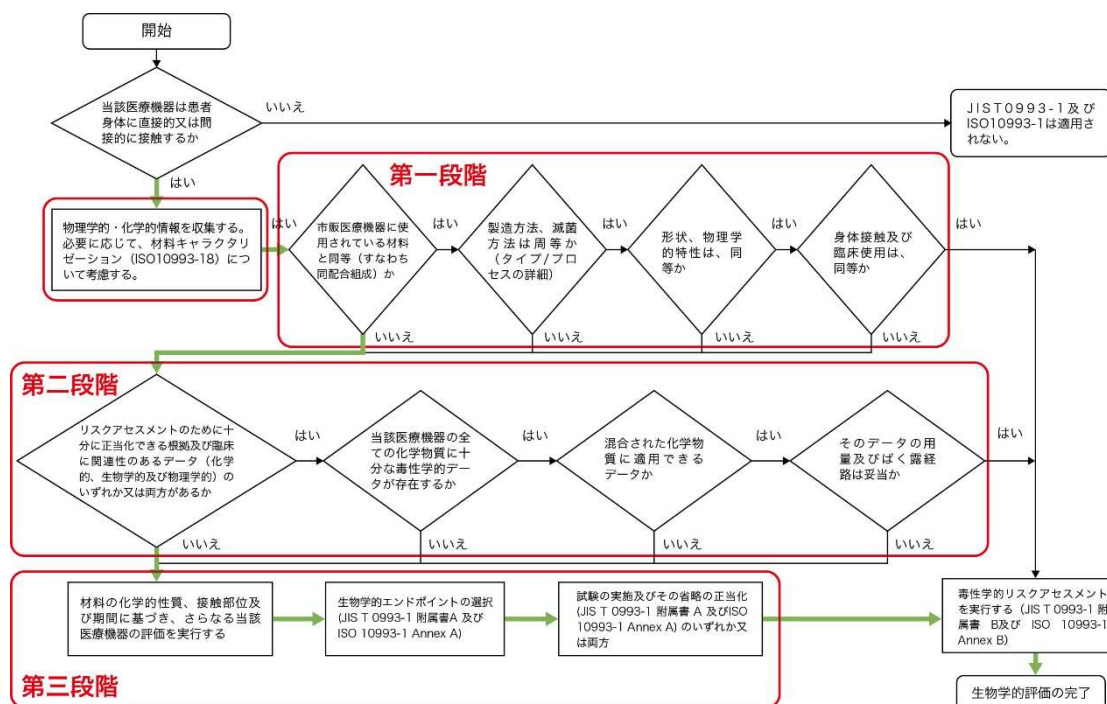 開始
当該医療機器は患者
身体に直接的又は間
接的に接触するか
いいえ
JIST0993-1及び
ISO10993-1は適用さ
れない。
はい
物理学的・化学的情報を収集する。
必要に応じて、材料キャラクタリ
ゼーション（ISO10993-18）につ
いて考慮する。
はい
第一段階
市販医療機器に使
用されている材料
と同等（すなわち
同配合組成）か
はい
製造方法、滅菌
方法は周等か
（タイプ/プロ
セスの詳細）
はい
形状、物理学
的特性は、同
等か
はい
身体接触及び
臨床使用は、
同等か
はい
いいえ
いいえ
いいえ
いいえ
第二段階
リスクアセスメントのために十
分に正当化できる根拠及び臨床
に関連性のあるデータ（化学
的、生物学的及び物理学的）の
いずれか又は両方があるか
はい
当該医療機器の全
ての化学物質に十
分な毒性学的デー
タが存在するか
はい
混合された化学物
質に適用できる
データか
はい
そのデータの用
量及びばく露経
路は妥当か
はい
いいえ
いいえ
いいえ
いいえ
材料の化学的性質、接触部位及
び期間に基づき、さらなる当該
医療機器の評価を実行する
生物学的エンドポイントの選択
(JIS T 0993-1 附属書A 及び
ISO 10993-1 Annex A)
試験の実施及びその省略の正当化
(JIS T 0993-1 附属書 A 及びISO
10993-1 Annex A) のいずれか又
は両方
毒性学的リスクアセスメント
を実行する（JIS T 0993-1 附
属書 B及び ISO 10993-1
Annex B）
第三段階
生物学的評価の完了